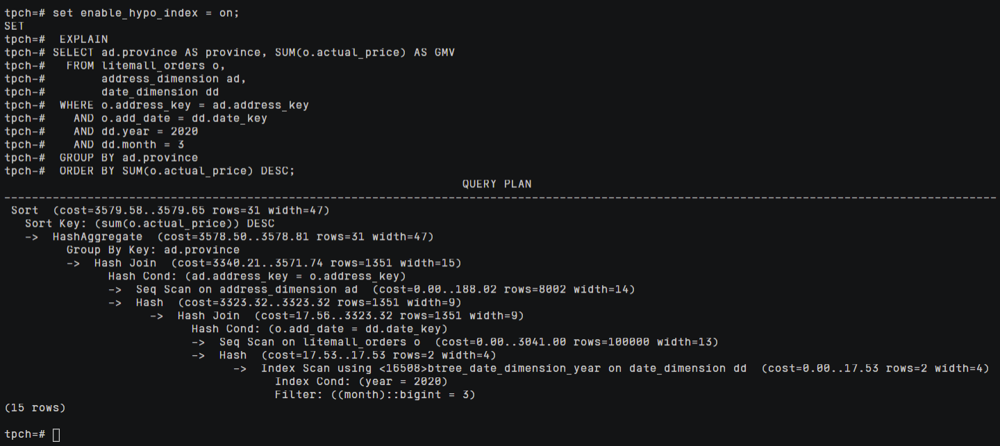 tpch=# set enable_hypo_index = on;
SET
tpch=#  EXPLAIN
tpch-# SELECT ad.province AS province, SUM(o.actual_price) AS GMV
tpch-#   FROM litemall_orders o,
tpch-#        address_dimension ad,
tpch-#        date_dimension dd
tpch-#  WHERE o.address_key = ad.address_key
tpch-#    AND o.add_date = dd.date_key
tpch-#    AND dd.year = 2020
tpch-#    AND dd.month = 3
tpch-#  GROUP BY ad.province
tpch-#  ORDER BY SUM(o.actual_price) DESC;
QUERY PLAN
-----------------------------------------------------------------------------------------------------------------------------------------------
 Sort  (cost=3579.58..3579.65 rows=31 width=47)
   Sort Key: (sum(o.actual_price)) DESC
   ->  HashAggregate  (cost=3578.50..3578.81 rows=31 width=47)
         Group By Key: ad.province
         ->  Hash Join  (cost=3340.21..3571.74 rows=1351 width=15)
               Hash Cond: (ad.address_key = o.address_key)
               ->  Seq Scan on address_dimension ad  (cost=0.00..188.02 rows=8002 width=14)
               ->  Hash  (cost=3323.32..3323.32 rows=1351 width=9)
                     ->  Hash Join  (cost=17.56..3323.32 rows=1351 width=9)
                           Hash Cond: (o.add_date = dd.date_key)
                           ->  Seq Scan on litemall_orders o  (cost=0.00..3041.00 rows=100000 width=13)
                           ->  Hash  (cost=17.53..17.53 rows=2 width=4)
                                 ->  Index Scan using <16508>btree_date_dimension_year on date_dimension dd  (cost=0.00..17.53 rows=2 width=4)
                                       Index Cond: (year = 2020)
                                       Filter: ((month)::bigint = 3)
(15 rows)
tpch=#